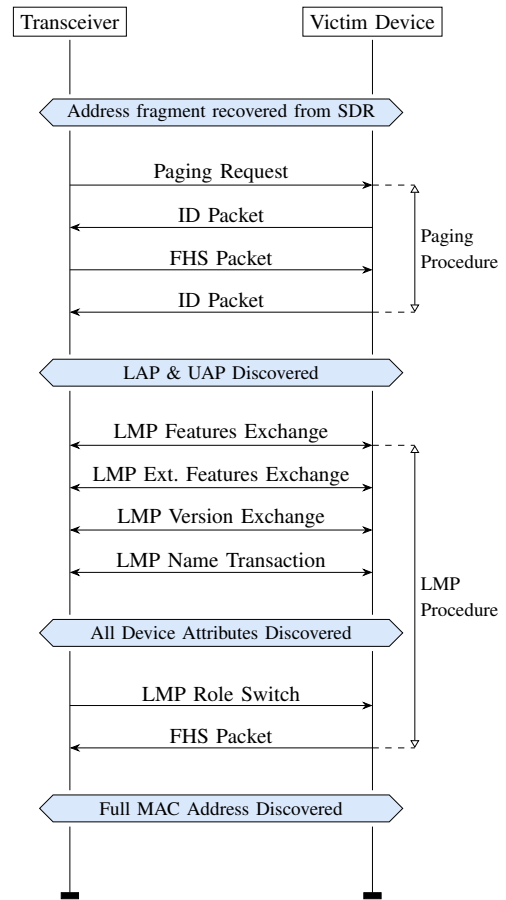 Transceiver
Victim Device
Address fragment recovered from SDR
Paging Request
ID Packet
FHS Packet
ID Packet
Paging
Procedure
LAP & UAP Discovered
LMP Features Exchange
LMP Ext. Features Exchange
LMP Version Exchange
LMP Name Transaction
LMP
Procedure
All Device Attributes Discovered
LMP Role Switch
FHS Packet
Full MAC Address Discovered